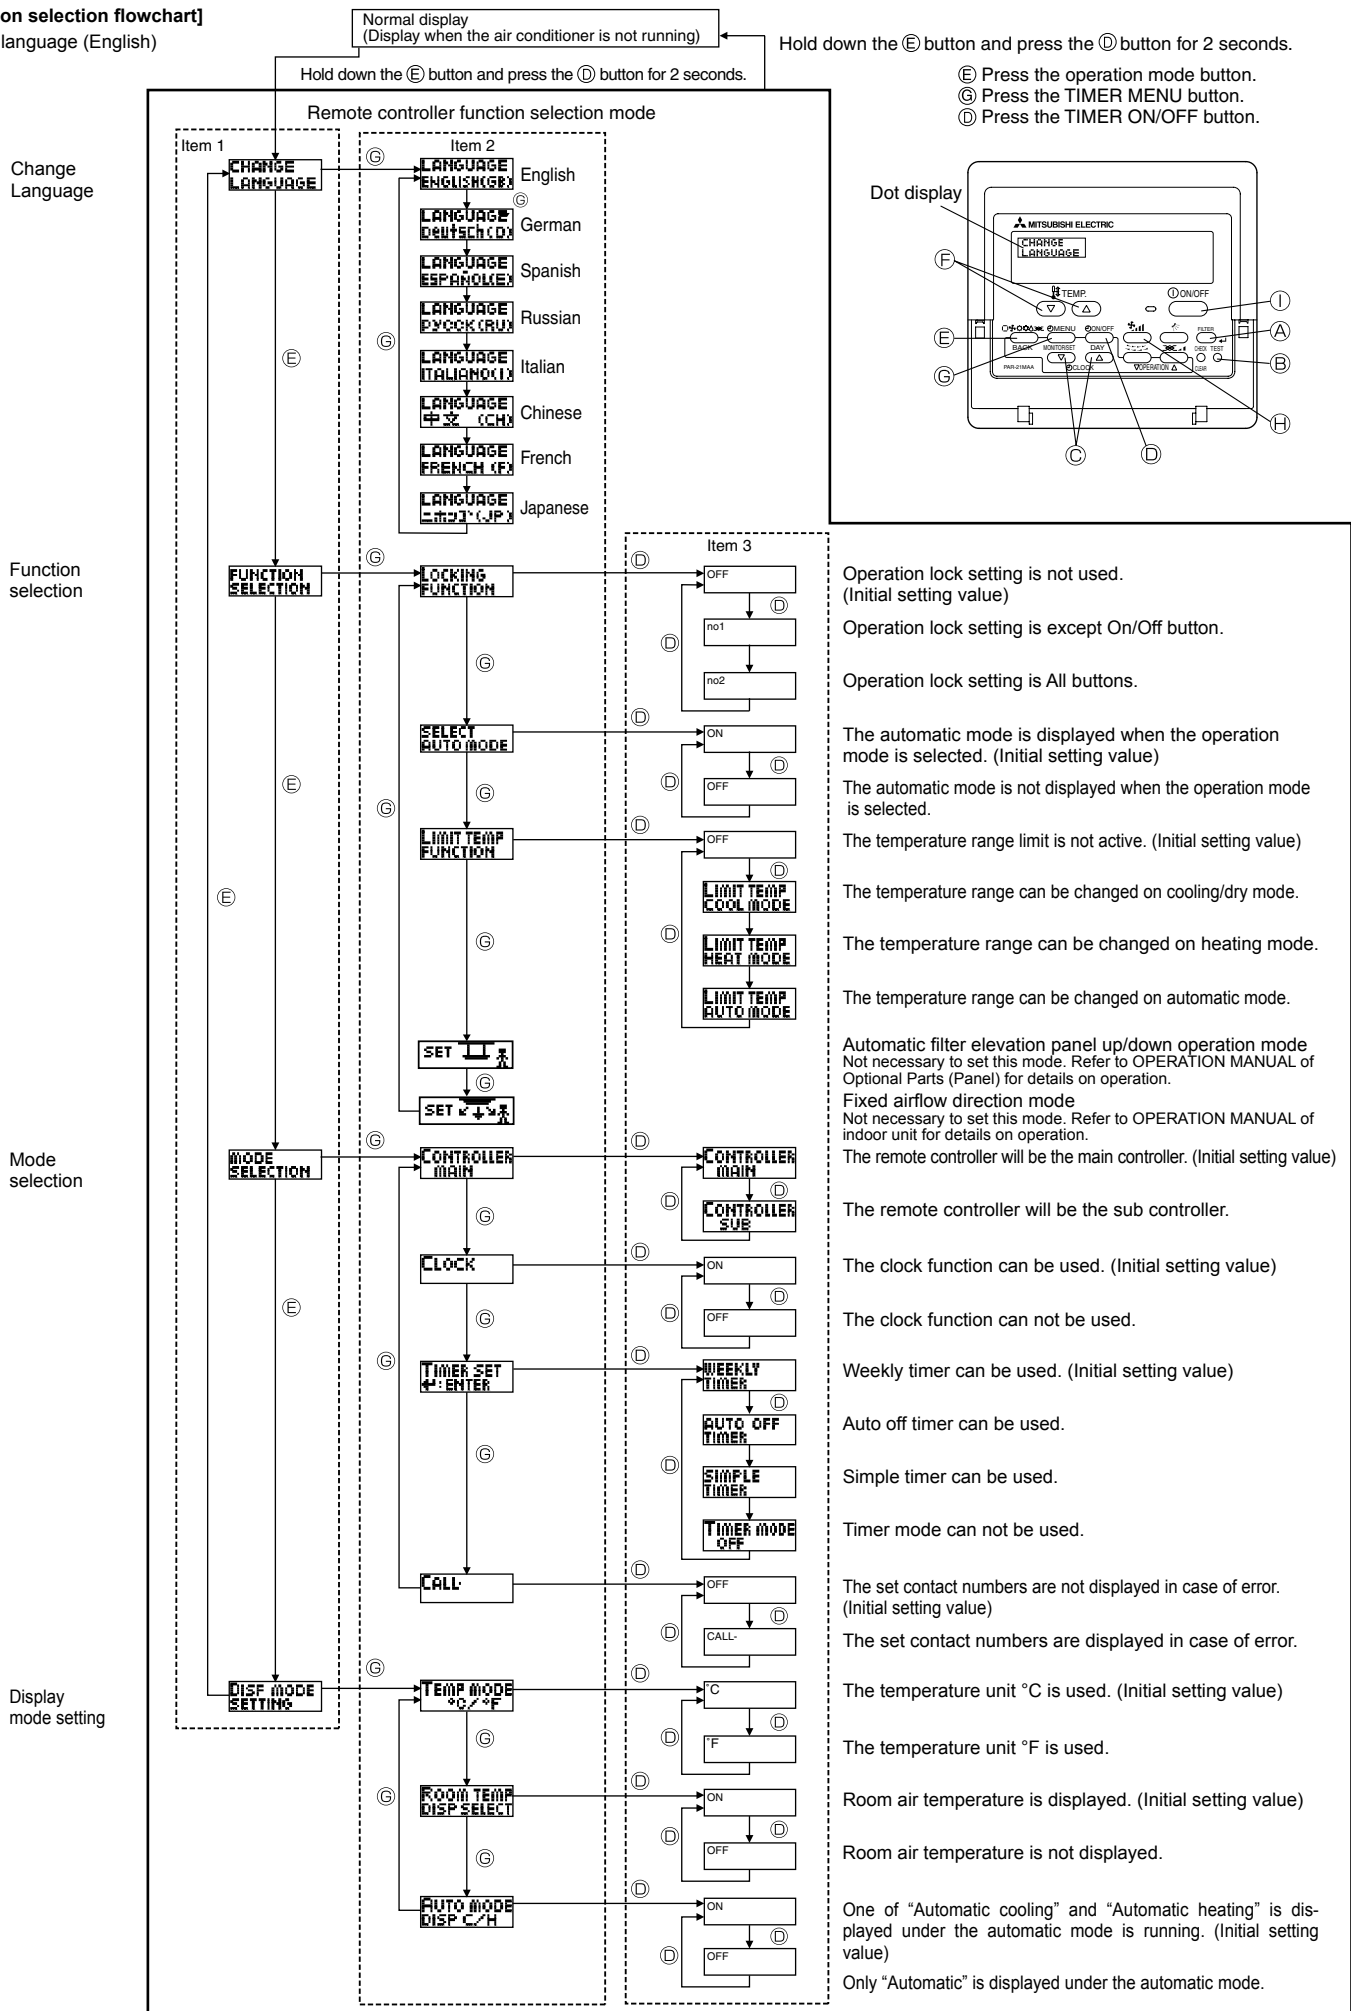 on selection flowchart]
language (English)
Normal display
(Display when the air conditioner is not running)
Hold down the Ⓔ button and press the Ⓓ button for 2 seconds.
Hold down the Ⓔ button and press the Ⓓ button for 2 seconds.
Ⓔ Press the operation mode button.
Ⓖ Press the TIMER MENU button.
Ⓓ Press the TIMER ON/OFF button.
Remote controller function selection mode
Item 1
Item 2
Change
Language
CHANGE
LANGUAGE
Ⓖ
LANGUAGE
ENGLISH(GB)
English
Ⓖ
LANGUAGE
Deutsch(D)
German
LANGUAGE
ESPAÑOL(E)
Spanish
LANGUAGE
РУССК(RU)
Russian
Ⓖ
LANGUAGE
ITALIANO(I)
Italian
Ⓔ
LANGUAGE
中文 (CH)
Chinese
LANGUAGE
FRENCH (F)
French
LANGUAGE
ニホンゴ(JP)
Japanese
Dot display
MITSUBISHI ELECTRIC
CHANGE
LANGUAGE
Ⓕ
TEMP.
ON/OFF
Ⓘ
MENU
ON/OFF
FILTER
Ⓐ
Ⓔ
BACK
MONITOR/SET
DAY
CHECK
TEST
Ⓑ
PAR-21MAA
CLOCK
OPERATION
CLEAR
Ⓖ
Ⓗ
Ⓒ
Ⓓ
Item 3
Function
selection
FUNCTION
SELECTION
Ⓖ
LOCKING
FUNCTION
Ⓓ
OFF
Operation lock setting is not used.
(Initial setting value)
Ⓓ
Ⓓ
no1
Operation lock setting is except On/Off button.
Ⓖ
no2
Operation lock setting is All buttons.
SELECT
AUTO MODE
Ⓓ
ON
The automatic mode is displayed when the operation
mode is selected. (Initial setting value)
Ⓓ
Ⓔ
Ⓖ
Ⓖ
Ⓓ
OFF
The automatic mode is not displayed when the operation mode
is selected.
LIMIT TEMP
FUNCTION
Ⓓ
OFF
The temperature range limit is not active. (Initial setting value)
Ⓓ
Ⓔ
LIMIT TEMP
COOL MODE
The temperature range can be changed on cooling/dry mode.
Ⓖ
Ⓓ
LIMIT TEMP
HEAT MODE
The temperature range can be changed on heating mode.
LIMIT TEMP
AUTO MODE
The temperature range can be changed on automatic mode.
SET
Automatic filter elevation panel up/down operation mode
Not necessary to set this mode. Refer to OPERATION MANUAL of
Optional Parts (Panel) for details on operation.
Ⓖ
SET
Fixed airflow direction mode
Not necessary to set this mode. Refer to OPERATION MANUAL of
indoor unit for details on operation.
Mode
selection
MODE
SELECTION
Ⓖ
CONTROLLER
MAIN
Ⓓ
CONTROLLER
MAIN
The remote controller will be the main controller. (Initial setting value)
Ⓓ
Ⓖ
Ⓓ
CONTROLLER
SUB
The remote controller will be the sub controller.
CLOCK
Ⓓ
ON
The clock function can be used. (Initial setting value)
Ⓓ
Ⓔ
Ⓖ
Ⓓ
OFF
The clock function can not be used.
Ⓖ
TIMER SET
↵:ENTER
Ⓓ
WEEKLY
TIMER
Weekly timer can be used. (Initial setting value)
Ⓓ
AUTO OFF
TIMER
Auto off timer can be used.
Ⓖ
Ⓓ
SIMPLE
TIMER
Simple timer can be used.
TIMER MODE
OFF
Timer mode can not be used.
CALL-
Ⓓ
OFF
The set contact numbers are not displayed in case of error.
(Initial setting value)
Ⓓ
Ⓓ
CALL-
The set contact numbers are displayed in case of error.
Display
mode setting
DISP MODE
SETTING
Ⓖ
TEMP MODE
°C/°F
Ⓓ
°C
The temperature unit °C is used. (Initial setting value)
Ⓓ
Ⓖ
Ⓓ
°F
The temperature unit °F is used.
Ⓖ
ROOM TEMP
DISP SELECT
Ⓓ
ON
Room air temperature is displayed. (Initial setting value)
Ⓓ
Ⓖ
Ⓓ
OFF
Room air temperature is not displayed.
AUTO MODE
DISP C/H
Ⓓ
ON
One of “Automatic cooling” and “Automatic heating” is dis-
played under the automatic mode is running. (Initial setting
value)
Ⓓ
Ⓓ
OFF
Only “Automatic” is displayed under the automatic mode.